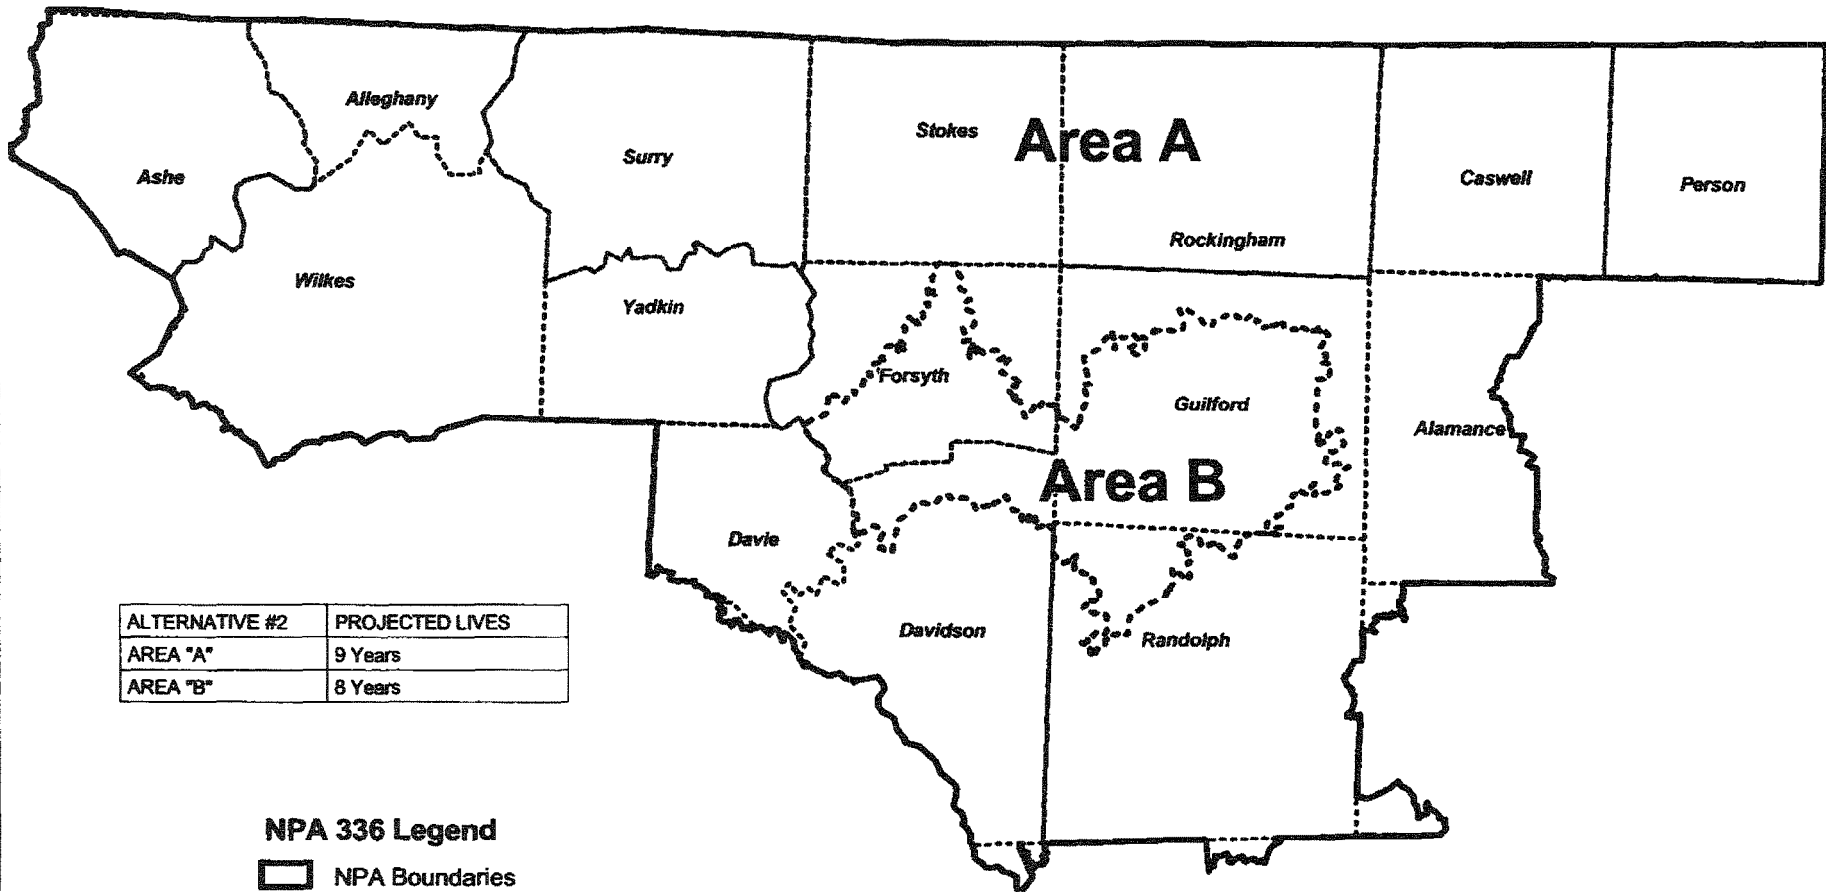 Alleghany
Stokes
Area A
Surry
Ashe
Caswell
Person
Rockingham
Wilkes
Yadkin
Forsyth
Guilford
Alamance
Area B
Davie
Davidson
Randolph
ALTERNATIVE #2 PROJECTED LIVES
AREA "A" 9 Years
AREA "B" 8 Years
NPA 336 Legend
NPA Boundaries